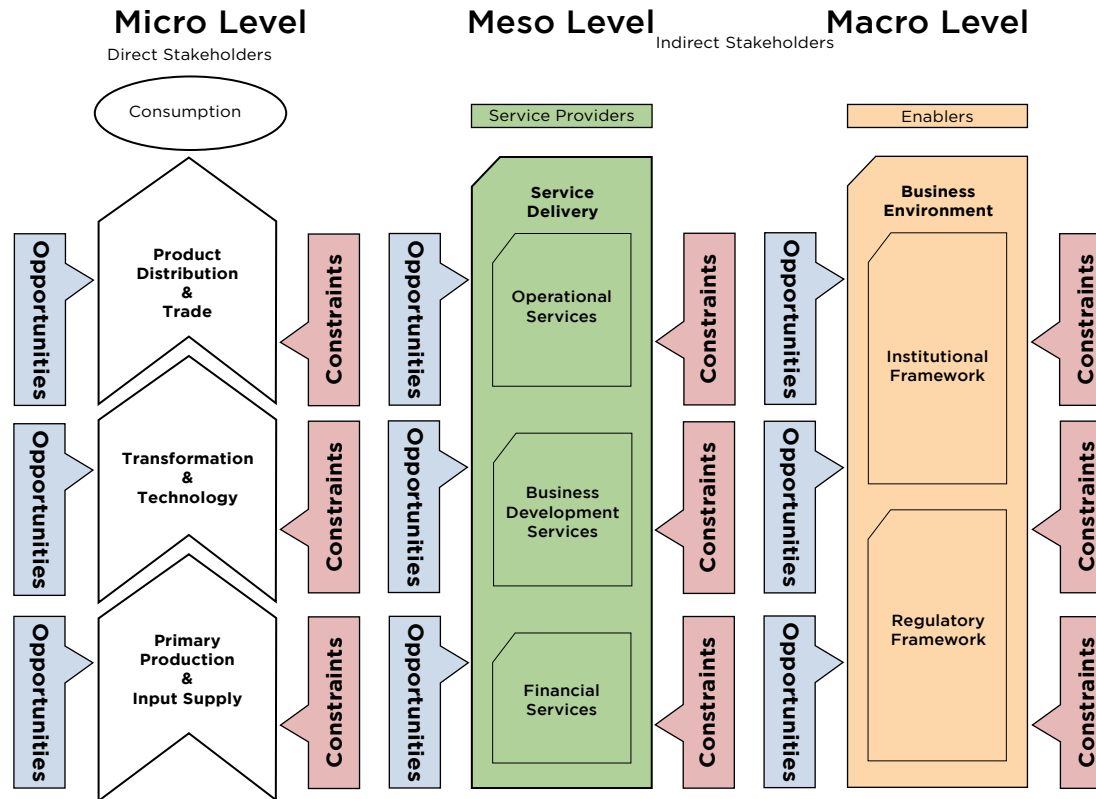 Micro Level
Direct Stakeholders
Consumption
Opportunities
Product
Distribution
&
Trade
Constraints
Opportunities
Transformation
&
Technology
Constraints
Opportunities
Primary
Production
&
Input Supply
Constraints
Meso Level
Indirect Stakeholders
Service Providers
Service
Delivery
Opportunities
Operational
Services
Constraints
Opportunities
Business
Development
Services
Constraints
Opportunities
Financial
Services
Constraints
Macro Level
Enablers
Business
Environment
Opportunities
Institutional
Framework
Constraints
Opportunities
Constraints
Opportunities
Regulatory
Framework
Constraints